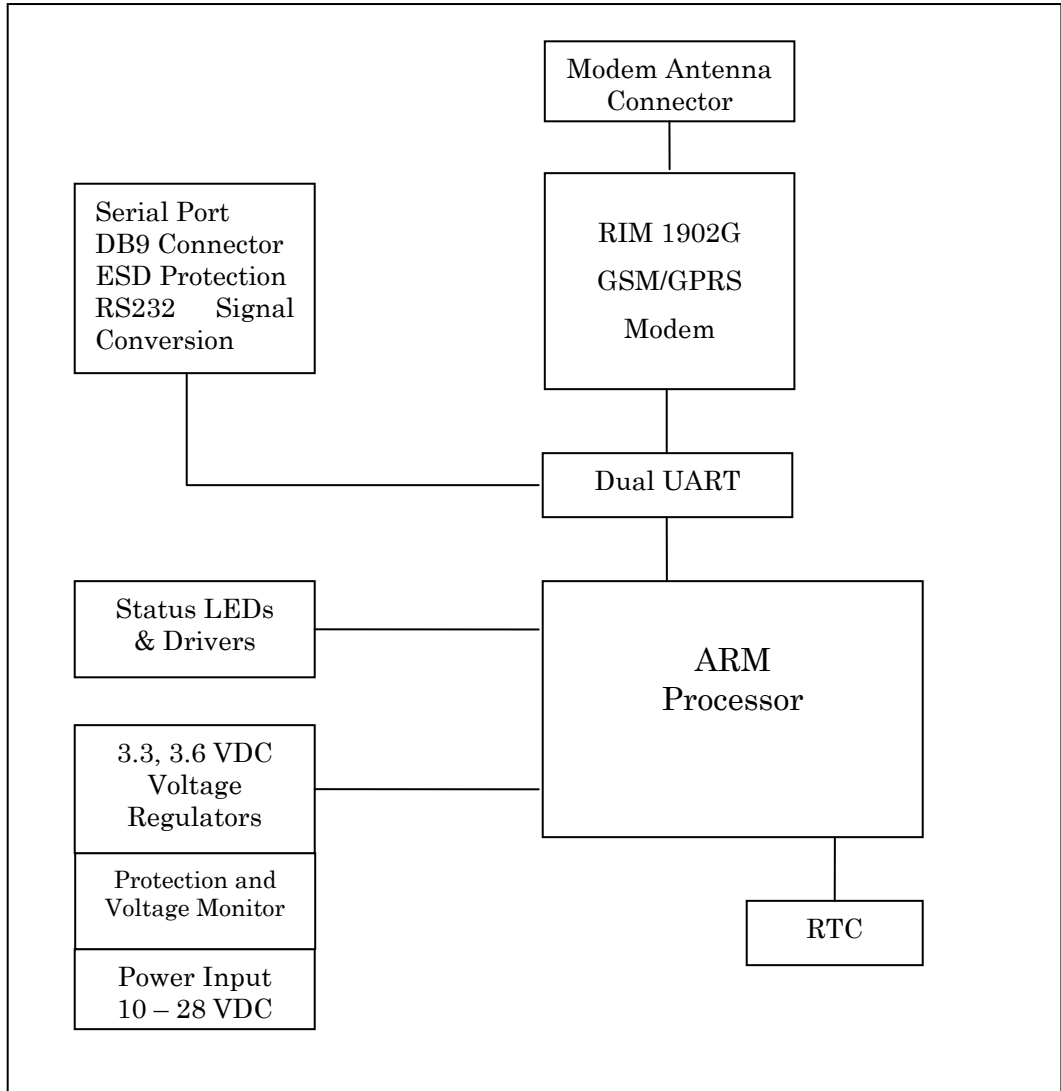 Modem Antenna
Connector
Serial Port
DB9 Connector
ESD Protection
RS232 Signal
Conversion
RIM 1902G
GSM/GPRS
Modem
Dual UART
Status LEDs
& Drivers
ARM
Processor
3.3, 3.6 VDC
Voltage
Regulators
Protection and
Voltage Monitor
Power Input
10 – 28 VDC
RTC